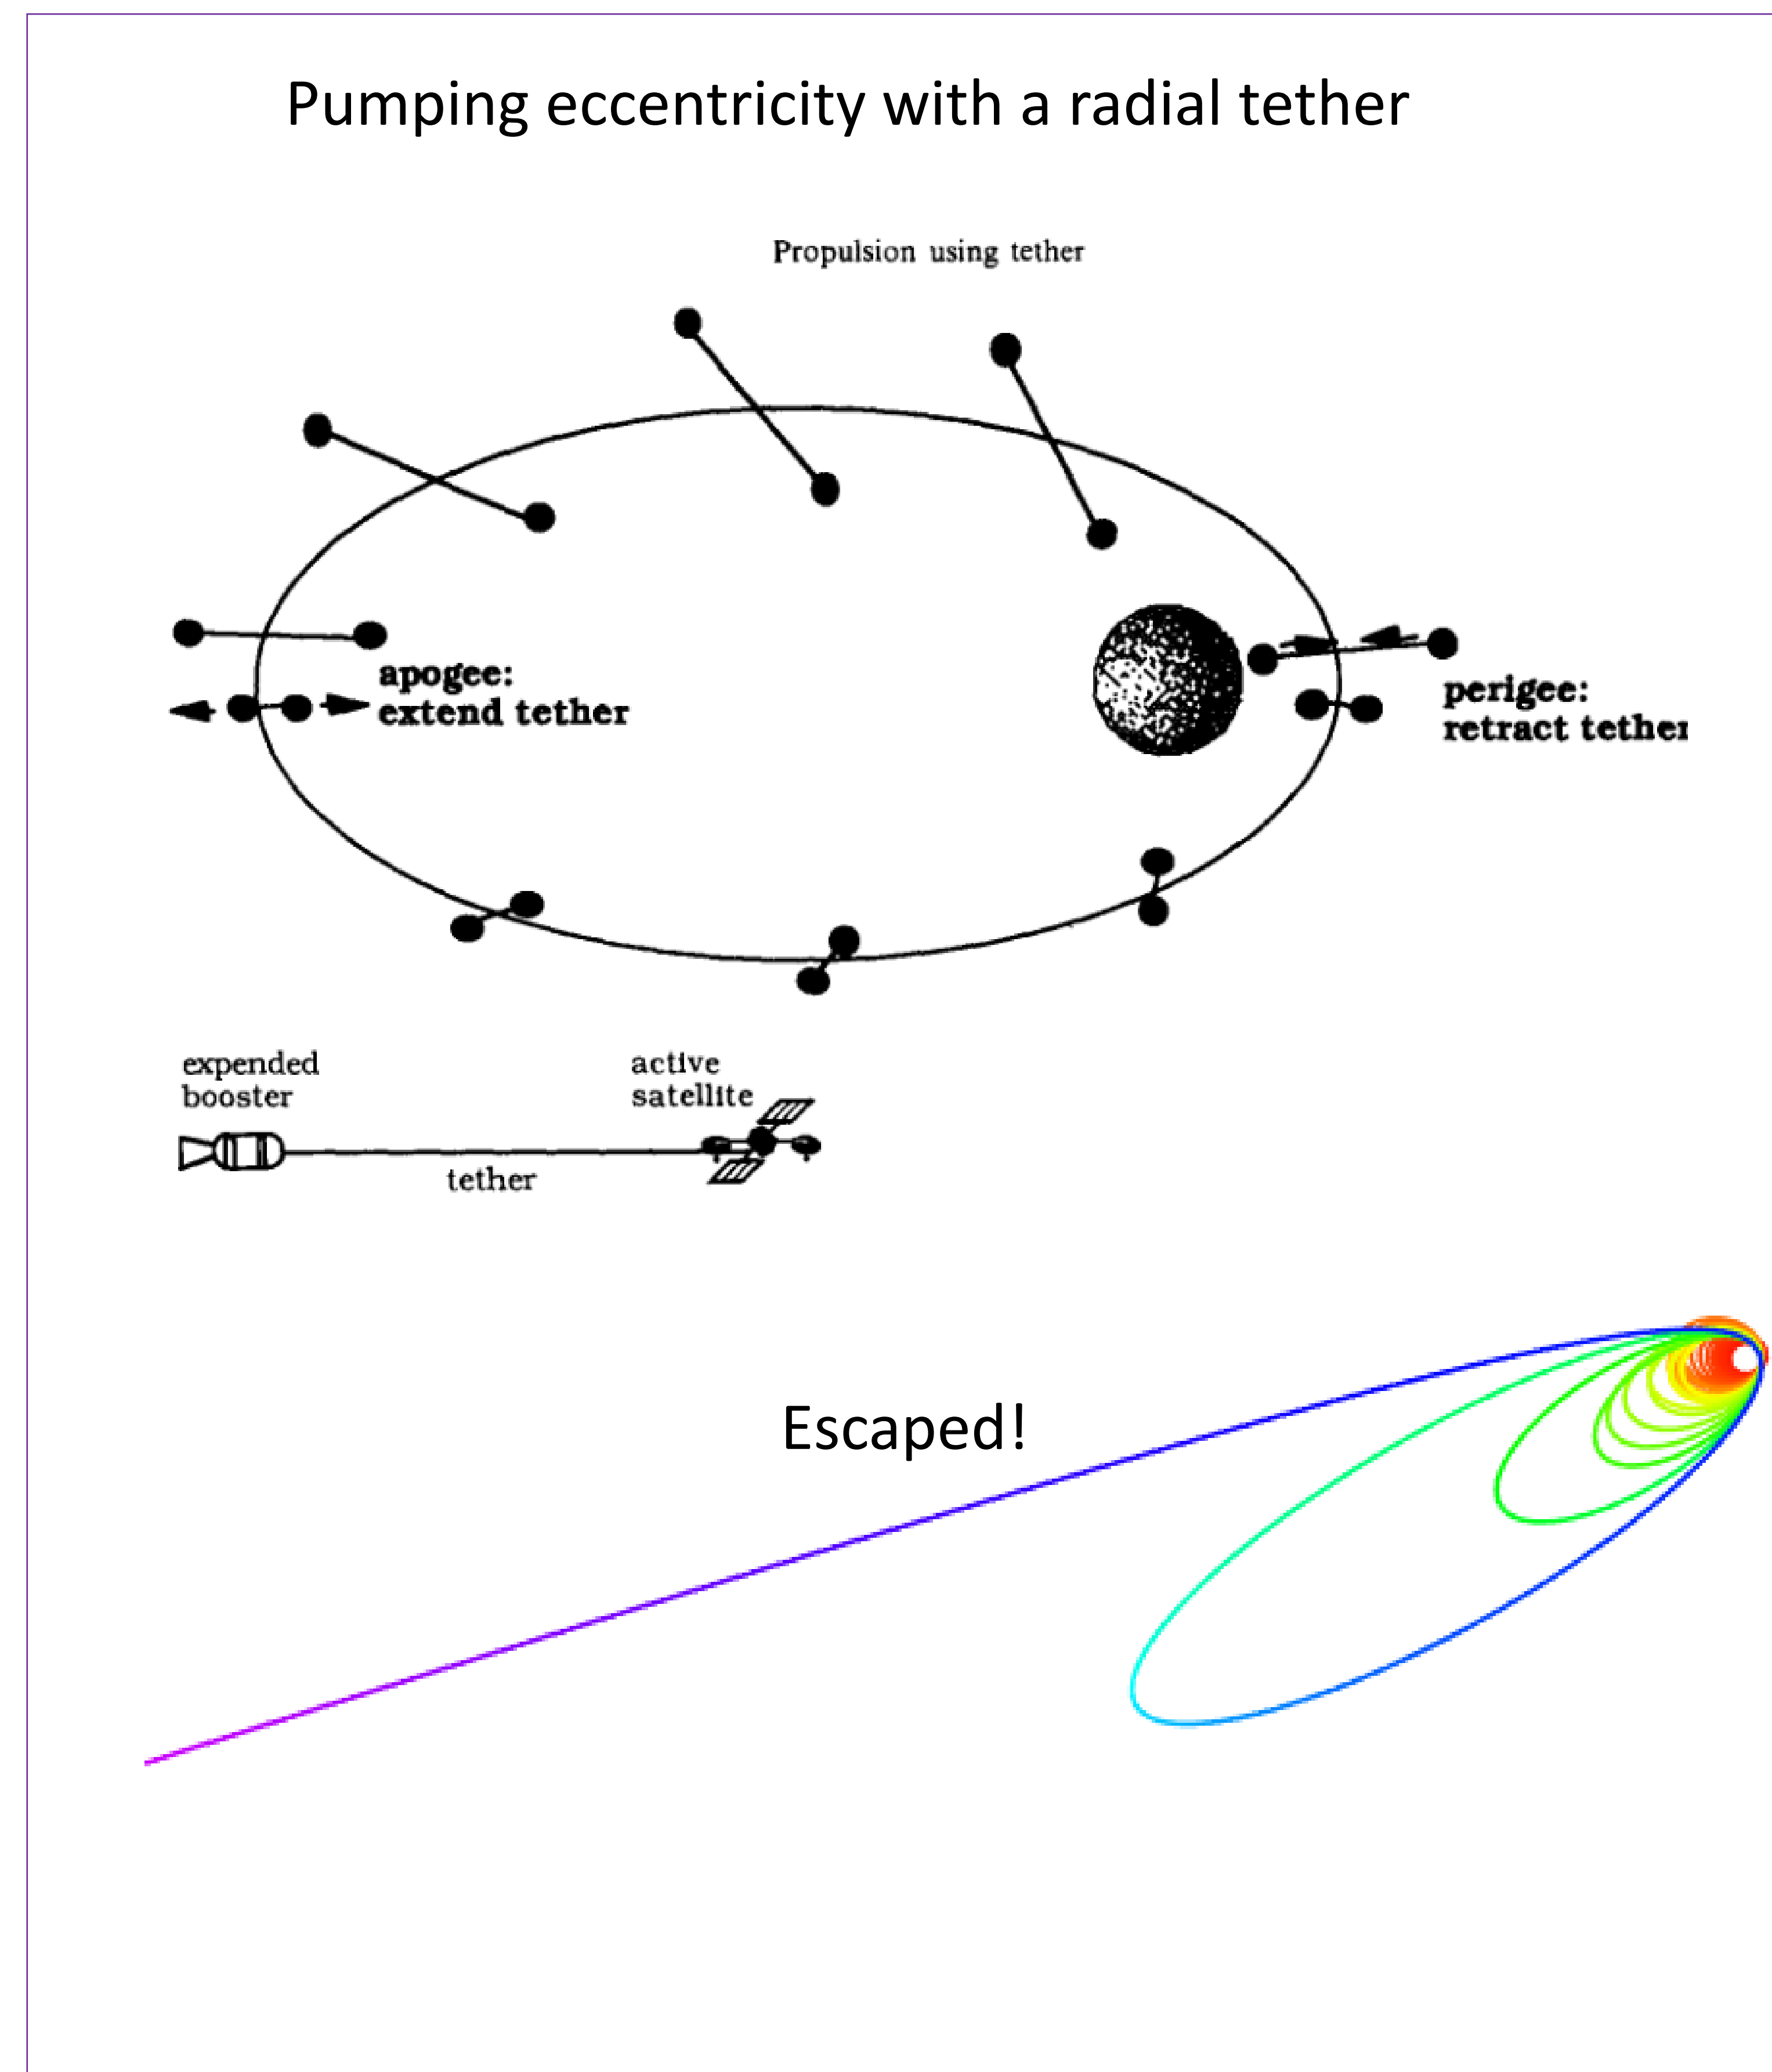 Pumping eccentricity with a radial tether
Propulsion using tether
apogee:
extend tether
perigee:
retract tether
expended
booster
active
satellite
tether
Escaped!